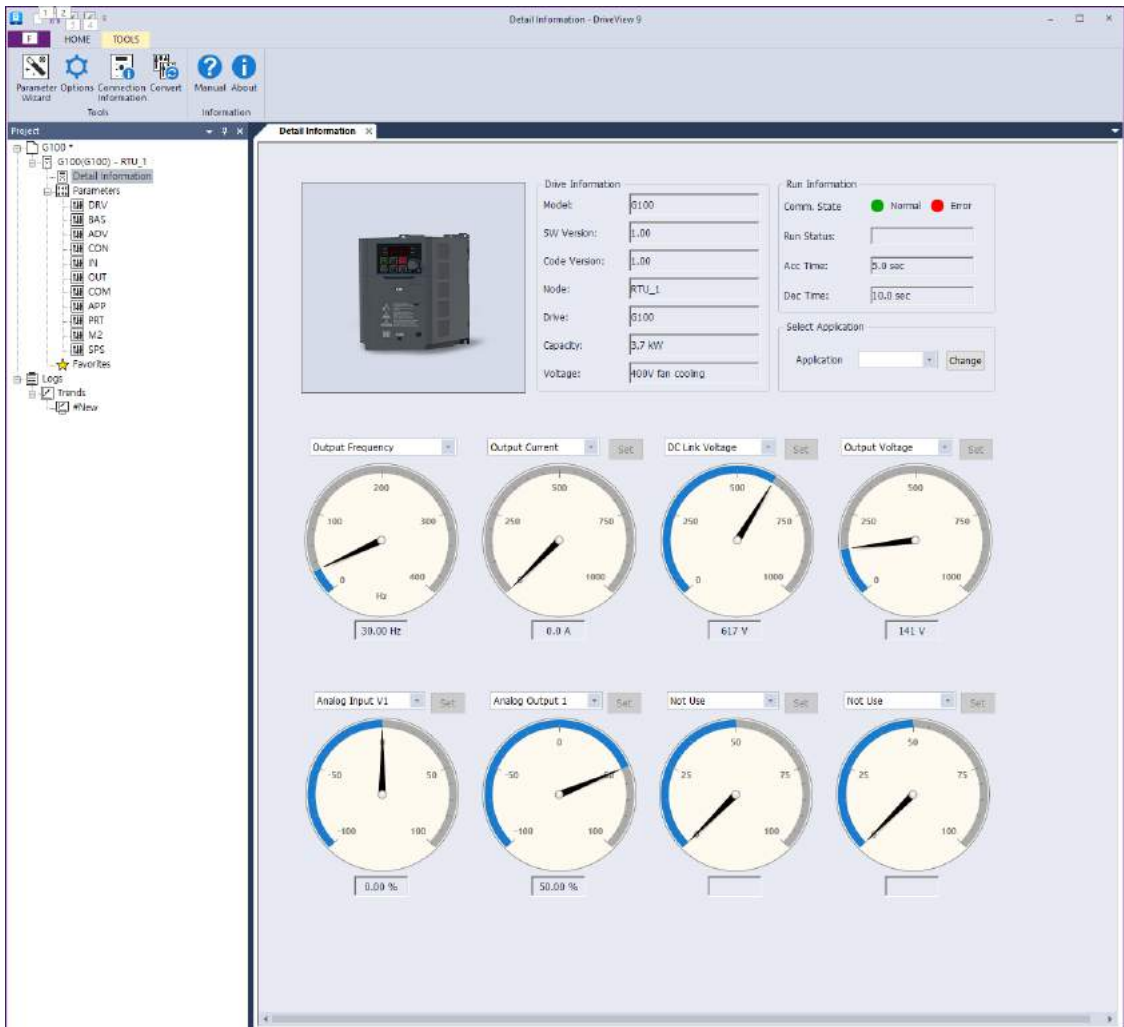 1 2
3 4
Detail Information - DriveView 9
F HOME TOOLS
Parameter Wizard
Options
Connection Information
Convert
Manual
About
Tools
Information
Project
G100 *
G100(G100) - RTU_1
Detail Information
Parameters
DRV
BAS
ADV
CON
IN
OUT
COM
APP
PRT
M2
SPS
Favorites
Logs
Trends
#New
Detail Information
Drive Information
Model: G100
SW Version: 1.00
Code Version: 1.00
Node: RTU_1
Drive: G100
Capacity: 3.7 kW
Voltage: 400V fan cooling
Run Information
Comm. State Normal Error
Run Status:
Acc Time: 5.0 sec
Dec Time: 10.0 sec
Select Application
Application Change
Output Frequency
0 100 200 300 400
Hz
30.00 Hz
Output Current Set
0 250 500 750 1000
0.0 A
DC Link Voltage Set
0 250 500 750 1000
617 V
Output Voltage Set
0 250 500 750 1000
141 V
Analog Input V1 Set
-100 -50 50 100
0.00 %
Analog Output 1 Set
-100 -50 0 50 100
50.00 %
Not Use Set
25 50 75 100
Not Use Set
25 50 75 100